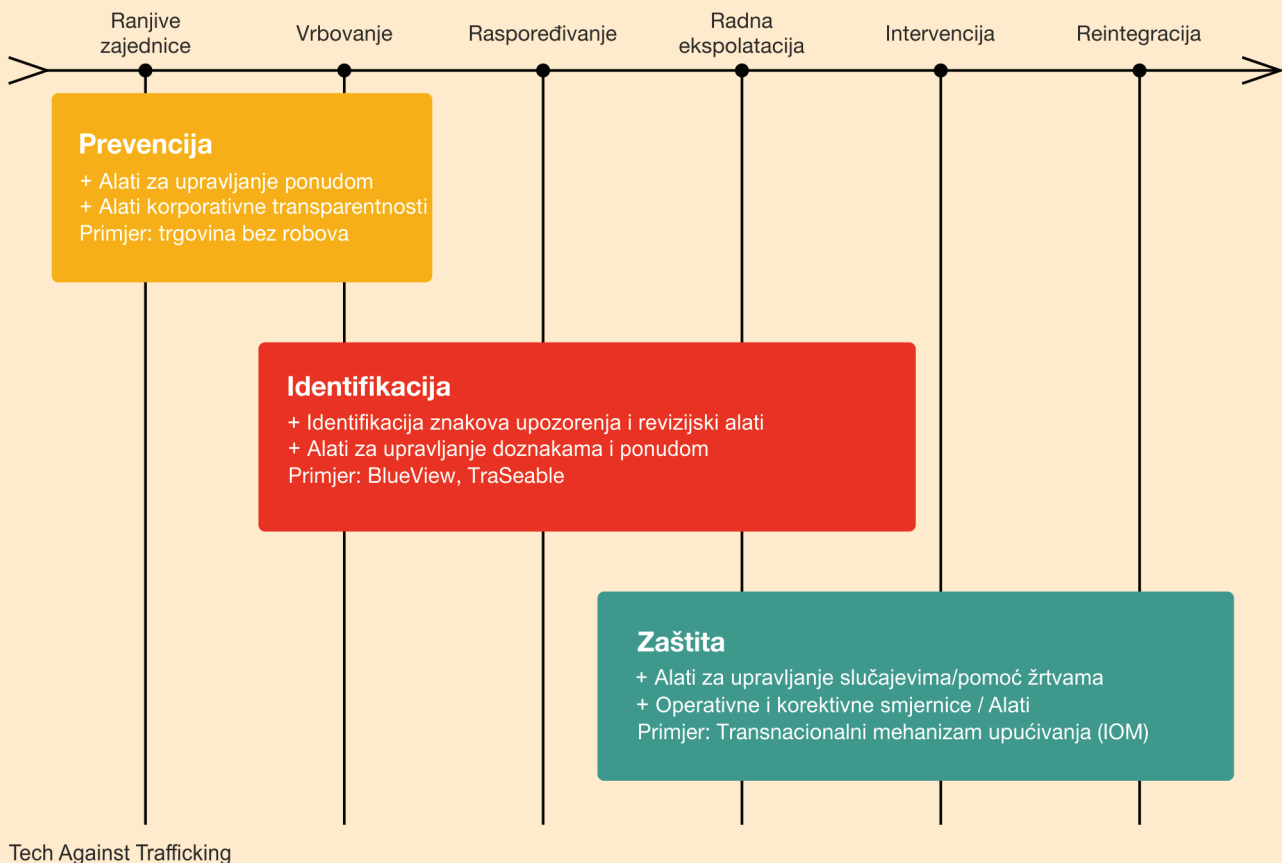 Ranjive
zajednice
Vrbovanje
Raspoređivanje
Radna
ekspolatacija
Intervencija
Reintegracija
Prevencija
+ Alati za upravljanje ponudom
+ Alati korporativne transparentnosti
Primjer: trgovina bez robova
Identifikacija
+ Identifikacija znakova upozorenja i revizijski alati
+ Alati za upravljanje doznakama i ponudom
Primjer: BlueView, TraSeable
Zaštita
+ Alati za upravljanje slučajevima/pomoć žrtvama
+ Operativne i korektivne smjernice / Alati
Primjer: Transnacionalni mehanizam upućivanja (IOM)
Tech Against Trafficking